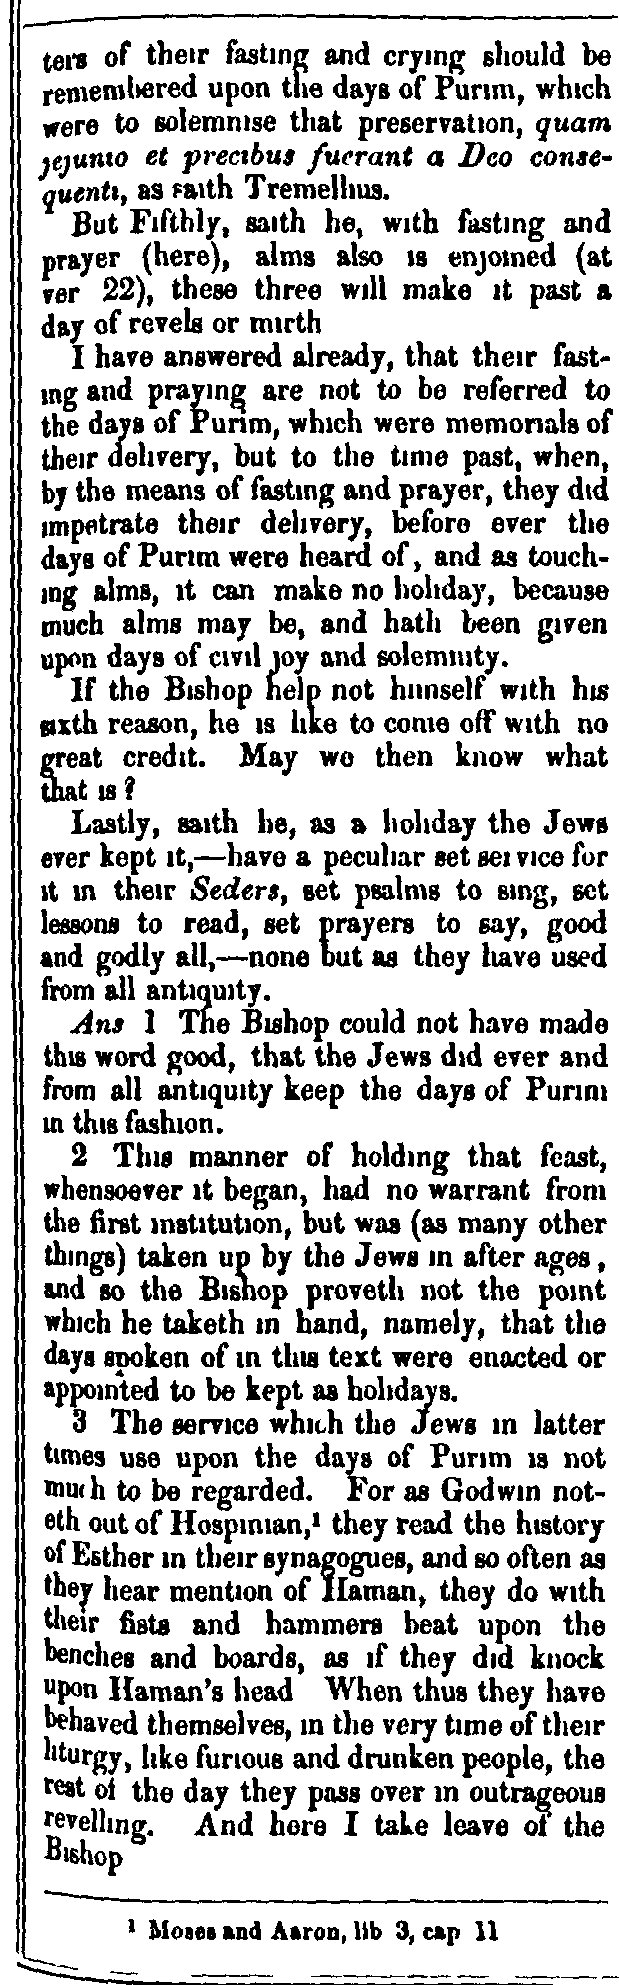 ters of their fasting and crying should be
remembered upon the days of Purim, which
were to solemnise that preservation, quam
jejunio et precibus fuerant a Deo conse-
quenti, as saith Tremellius.
But Fifthly, saith he, with fasting and
prayer (here), alms also is enjoined (at
ver 22), these three will make it past a
day of revels or mirth
I have answered already, that their fast-
ing and praying are not to be referred to
the days of Purim, which were memorials of
their delivery, but to the time past, when,
by the means of fasting and prayer, they did
impetrate their delivery, before ever the
days of Purim were heard of, and as touch-
ing alms, it can make no holiday, because
much alms may be, and hath been given
upon days of civil joy and solemnity.
If the Bishop help not himself with his
sixth reason, he is like to come off with no
great credit. May we then know what
that is?
Lastly, saith he, as a holiday the Jews
ever kept it,—have a peculiar set service for
it in their Seders, set psalms to sing, set
lessons to read, set prayers to say, good
and godly all,—none but as they have used
from all antiquity.
Ans 1 The Bishop could not have made
this word good, that the Jews did ever and
from all antiquity keep the days of Purim
in this fashion.
2 This manner of holding that feast,
whensoever it began, had no warrant from
the first institution, but was (as many other
things) taken up by the Jews in after ages,
and so the Bishop proveth not the point
which he taketh in hand, namely, that the
days spoken of in this text were enacted or
appointed to be kept as holidays.
3 The service which the Jews in latter
times use upon the days of Purim is not
much to be regarded. For as Godwin not-
eth out of Hospinian,¹ they read the history
of Esther in their synagogues, and so often as
they hear mention of Haman, they do with
their fists and hammers beat upon the
benches and boards, as if they did knock
upon Haman's head When thus they have
behaved themselves, in the very time of their
liturgy, like furious and drunken people, the
rest of the day they pass over in outrageous
revelling. And here I take leave of the
Bishop
¹ Moses and Aaron, lib 3, cap 11